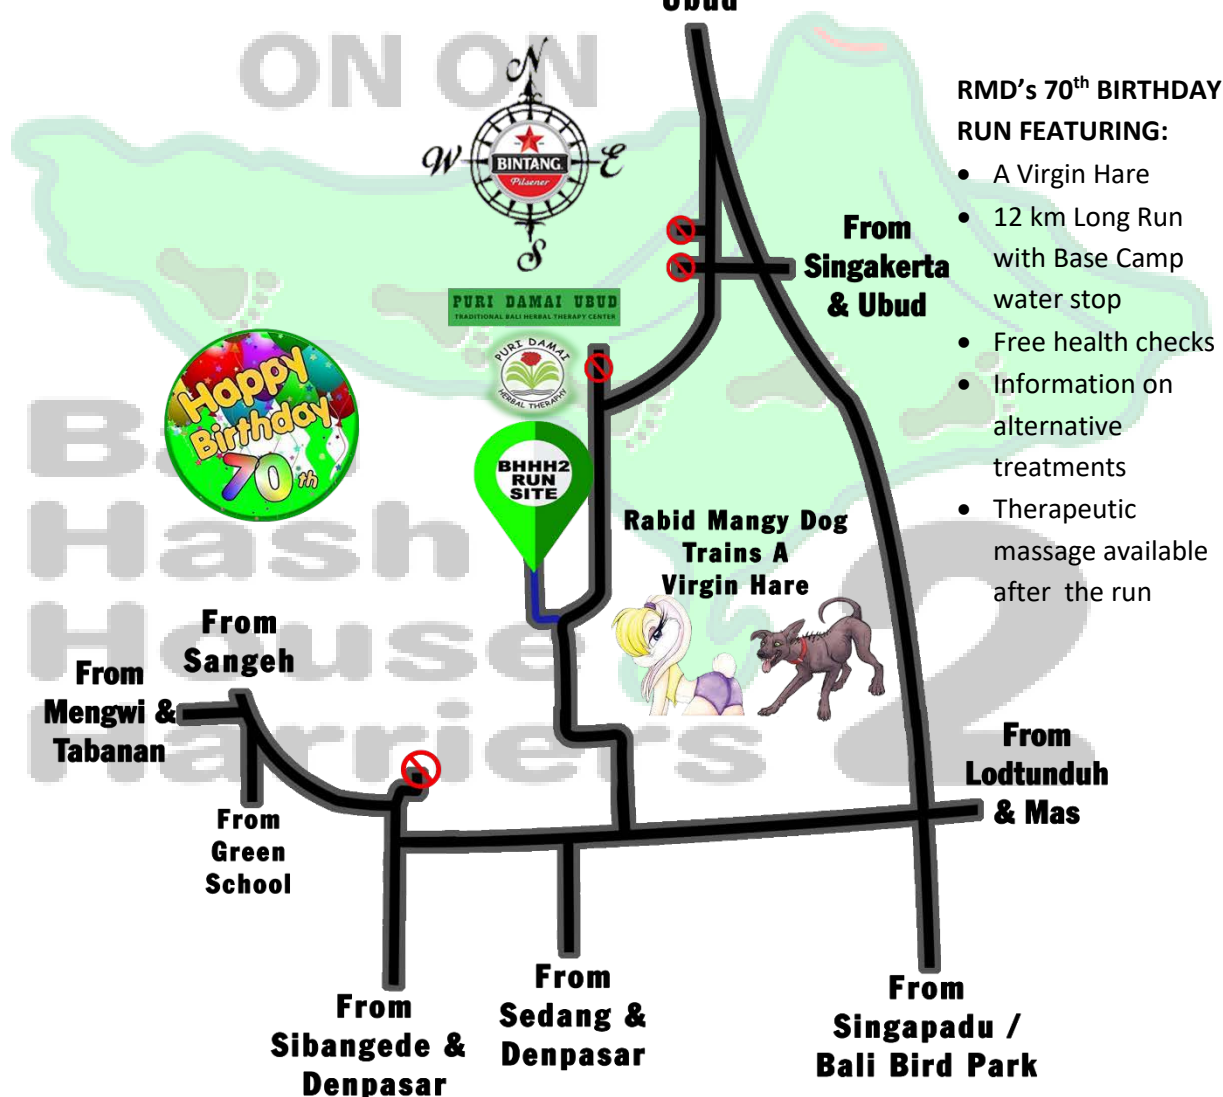 Ubud
ON ON
N
W
E
S
BINTANG
Pilsener
RMD's 70th BIRTHDAY
RUN FEATURING:
• A Virgin Hare
• 12 km Long Run
with Base Camp
water stop
• Free health checks
• Information on
alternative
treatments
• Therapeutic
massage available
after the run
From
Singakerta
& Ubud
PURI DAMAI UBUD
TRADITIONAL BALI HERBAL THERAPY CENTER
PURI DAMAI
HERBAL THERAPHY
Happy
Birthday
70th
BHHH2
RUN
SITE
Rabid Mangy Dog
Trains A
Virgin Hare
Bali
Hash
House
Harriers 2
From
Sangeh
From
Mengwi &
Tabanan
From
Green
School
From
Lodtunduh
& Mas
From
Sibangede &
Denpasar
From
Sedang &
Denpasar
From
Singapadu /
Bali Bird Park